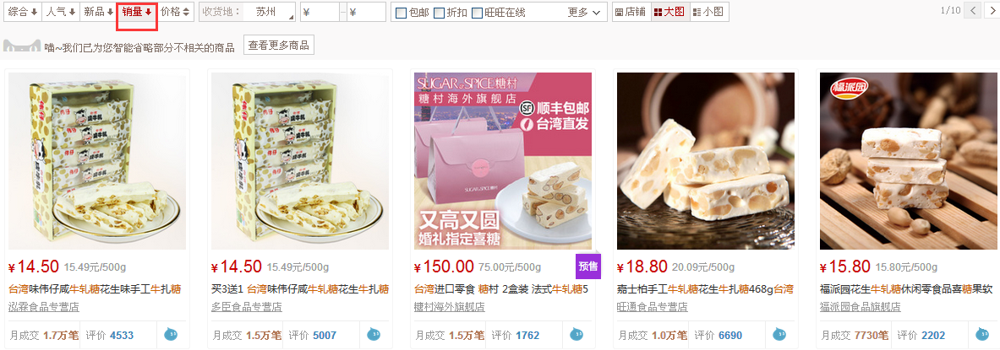 综合 人气 新品 销量 价格 收货地： 苏州 ¥ – ¥ 包邮 折扣 旺旺在线 更多 店铺 大图 小图 1/10
喵~我们已为您智能省略部分不相关的商品 查看更多商品
SUGAR & SPICE糖村
糖村海外旗舰店
SF 顺丰包邮
台湾直发
SUGAR & SPICE
又高又圆
婚礼指定喜糖
福派园
¥14.50 15.49元/500g
台湾味伟仔咸牛轧糖花生味手工牛扎糖
泓霖食品专营店
月成交 1.7万笔 评价 4533
¥14.50 15.49元/500g
买3送1 台湾伟仔咸牛轧糖花生手工牛扎糖
多臣食品专营店
月成交 1.5万笔 评价 5007
¥150.00 75.00元/500g 预售
台湾进口零食 糖村 2盒装 法式牛轧糖5
糖村海外旗舰店
月成交 1.5万笔 评价 1762
¥18.80 20.09元/500g
嘉士柏手工牛轧糖花生牛扎糖468g台湾
旺通食品专营店
月成交 1.0万笔 评价 6690
¥15.80 15.80元/500g
福派园花生牛轧糖休闲零食品喜糖果软
福派园食品旗舰店
月成交 7730笔 评价 2202